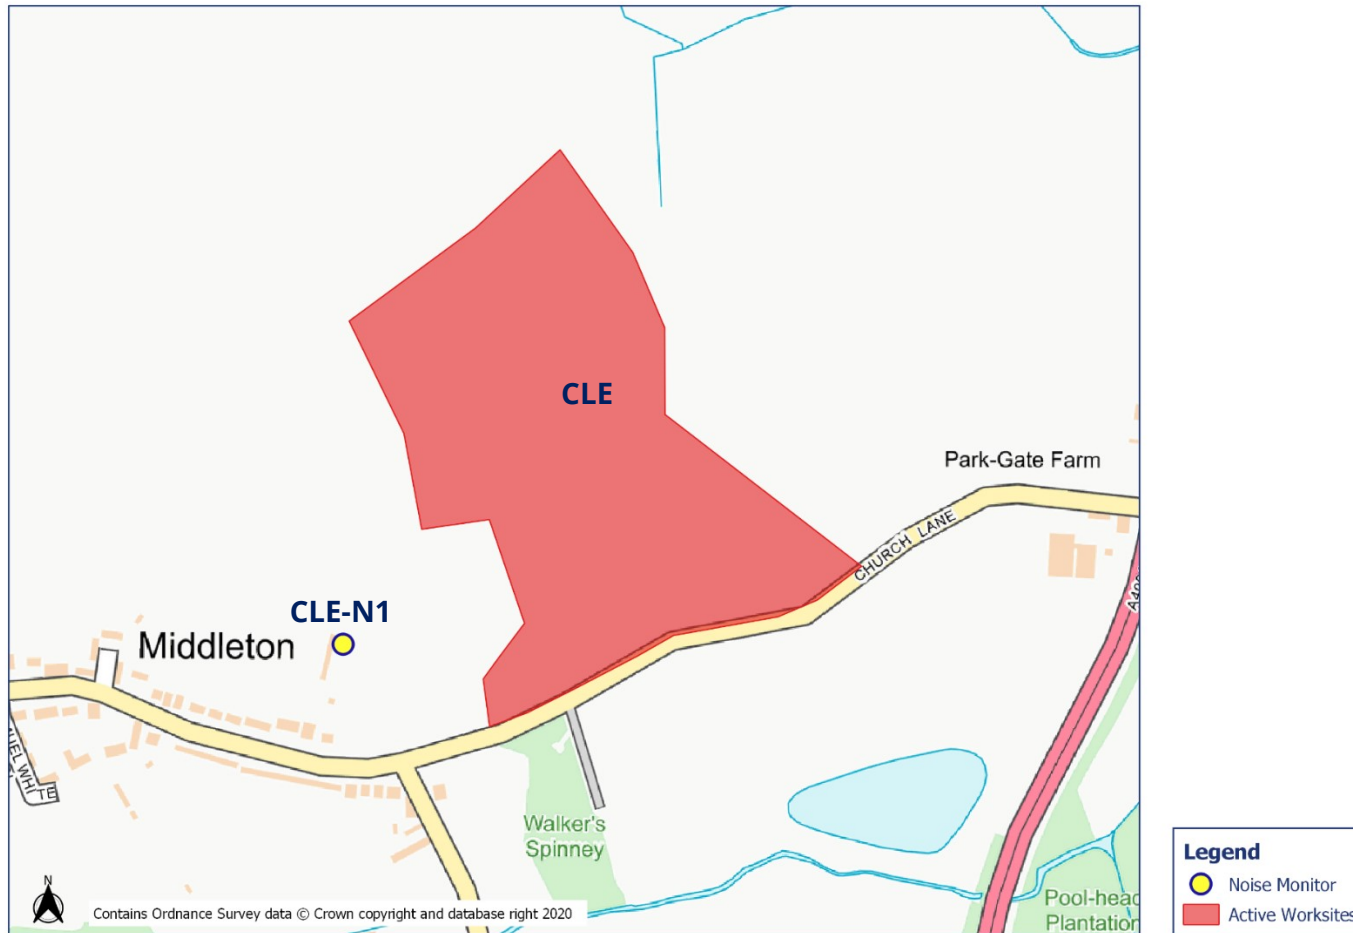 CLE
Park-Gate Farm
CHURCH LANE
CLE-N1
Middleton
Walker's
Spinney
Pool-head
Plantation
N
Contains Ordnance Survey data © Crown copyright and database right 2020
Legend
Noise Monitor
Active Worksites